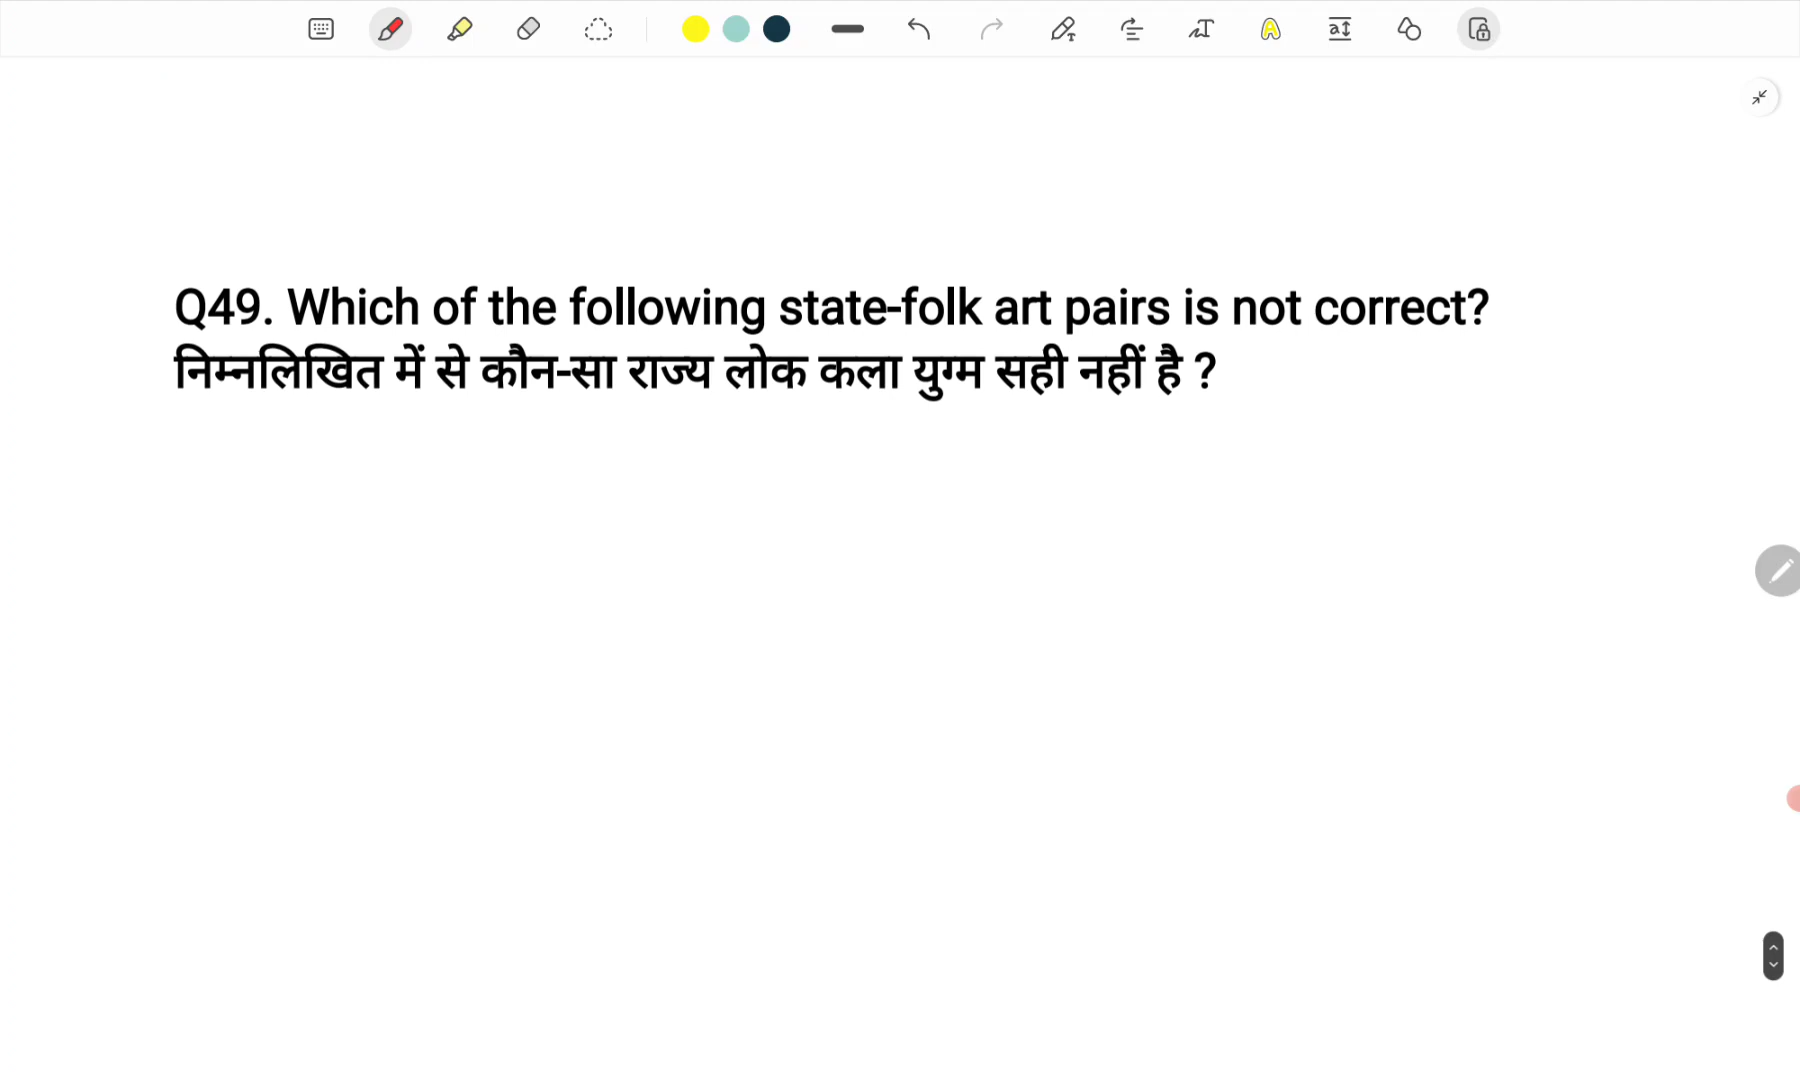 Q49. Which of the following state-folk art pairs is not correct?
निम्नलिखित में से कौन-सा राज्य लोक कला युग्म सही नहीं है ?